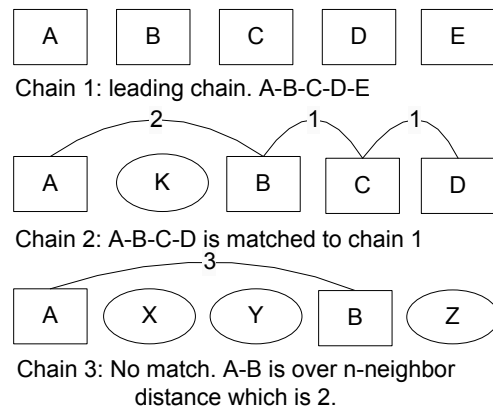 A B C D E
Chain 1: leading chain. A-B-C-D-E
2 1 1
A K B C D
Chain 2: A-B-C-D is matched to chain 1
3
A X Y B Z
Chain 3: No match. A-B is over n-neighbor
distance which is 2.